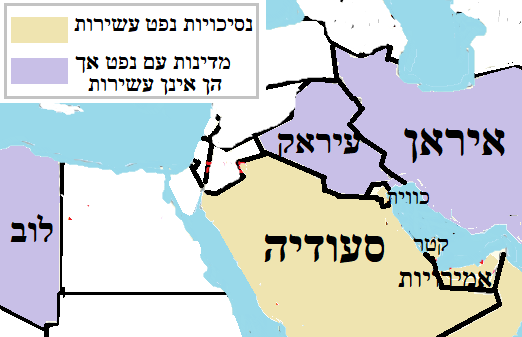 נסיכויות נפט עשירות
מדינות עם נפט אך
הן אינן עשירות
איראן
עיראק
כווית
לוב
סעודיה
קטר
אמירויות